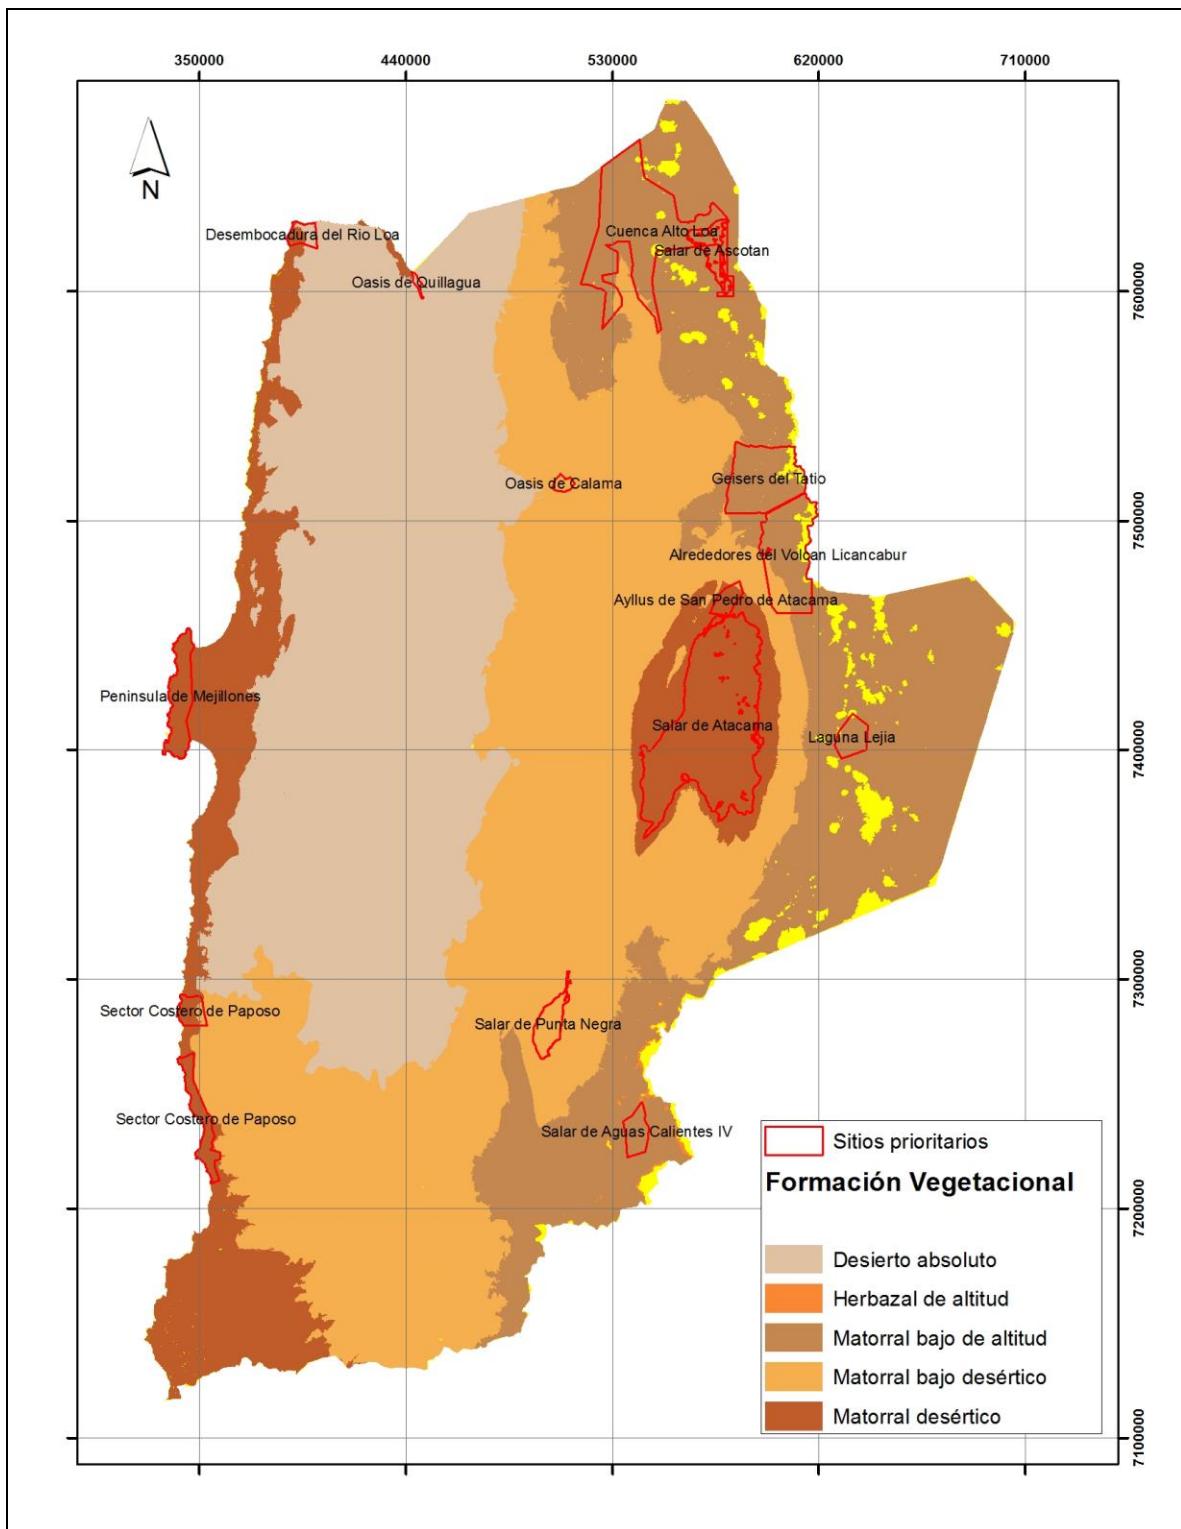 350000
440000
530000
620000
710000
N
Desembocadura del Rio Loa
Cuenca Alto Loa
Salar de Ascotan
Oasis de Quillagua
7600000
Geisers del Tatio
Oasis de Calama
7500000
Alrededores del Volcan Licancabur
Ayllus de San Pedro de Atacama
Peninsula de Mejillones
Salar de Atacama
Laguna Lejia
7400000
7300000
Sector Costero de Paposo
Salar de Punta Negra
Sector Costero de Paposo
Salar de Aguas Calientes IV
7200000
Sitios prioritarios
Formación Vegetacional
Desierto absoluto
Herbazal de altitud
Matorral bajo de altitud
Matorral bajo desértico
Matorral desértico
7100000